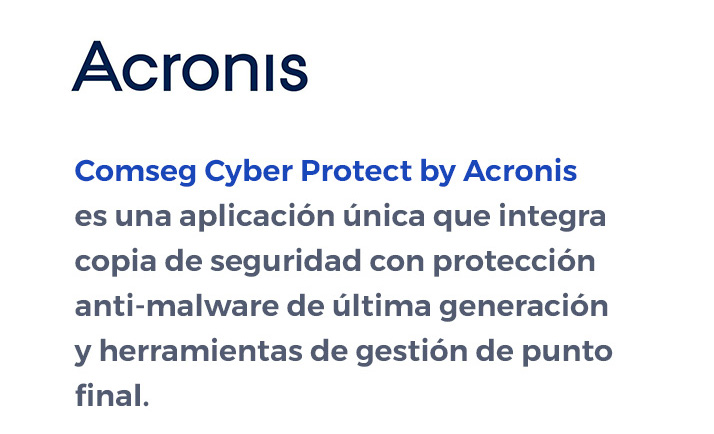 Acronis
Comseg Cyber Protect by Acronis
es una aplicación única que integra
copia de seguridad con protección
anti-malware de última generación
y herramientas de gestión de punto
final.